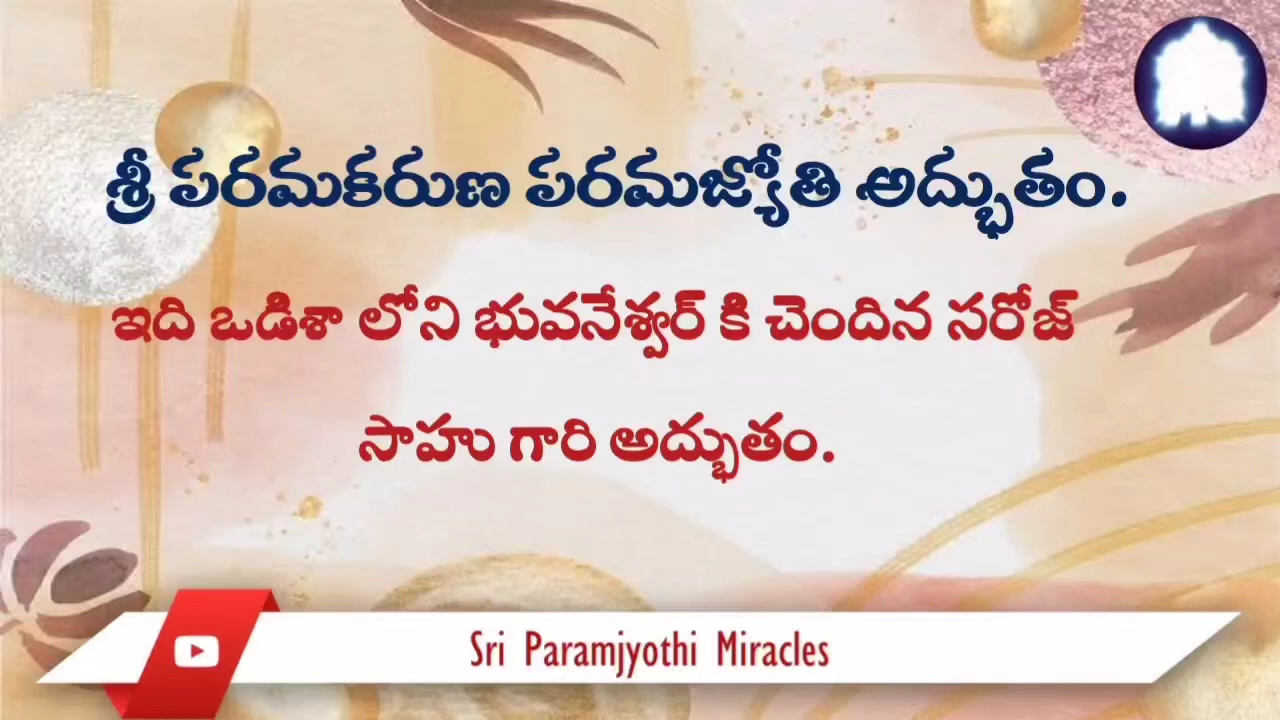 శ్రీ పరమకరుణ పరమజ్యోతి అద్భుతం.
ఇది ఒడిశా లోని భువనేశ్వర్ కి చెందిన సరోజ్
సాహు గారి అద్భుతం.
Sri Paramjyothi Miracles